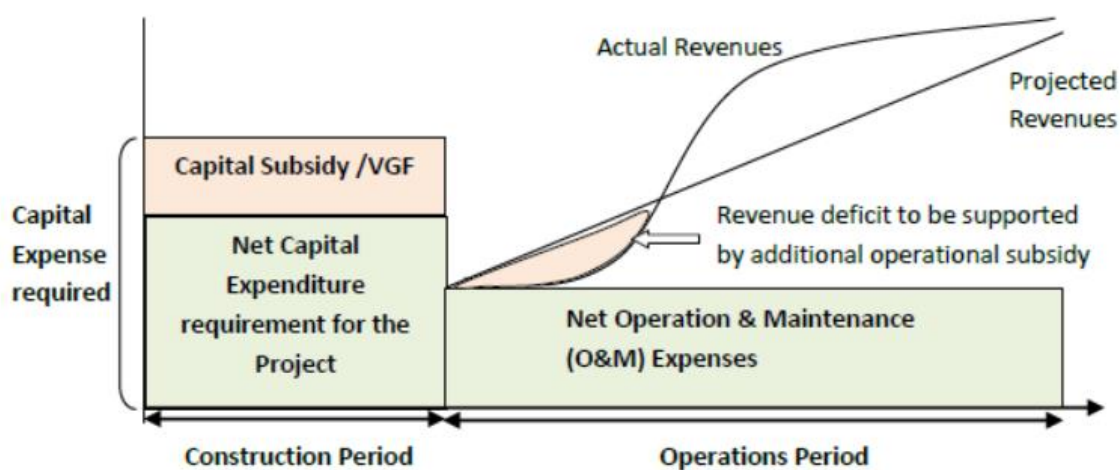 Actual Revenues
Projected
Revenues
Capital Subsidy /VGF
Capital
Expense
required
Net Capital
Expenditure
requirement for the
Project
Revenue deficit to be supported
by additional operational subsidy
Net Operation & Maintenance
(O&M) Expenses
Construction Period
Operations Period